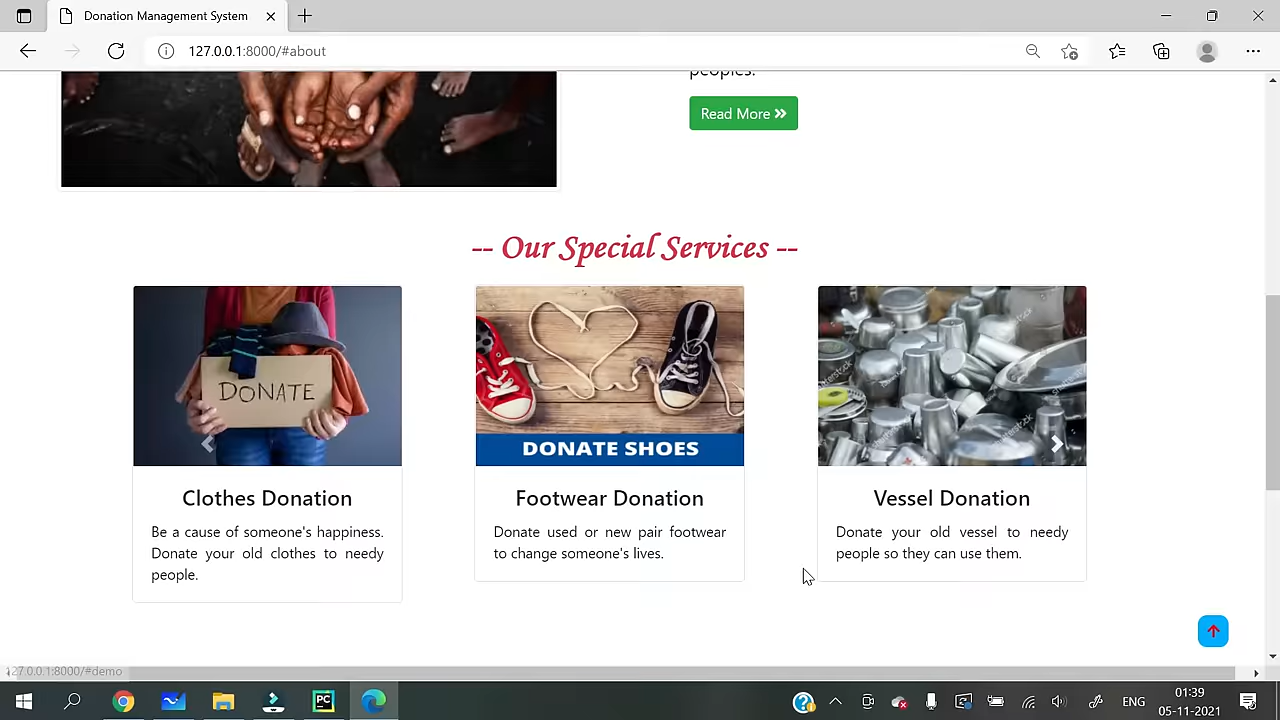 Donation Management System
127.0.0.1:8000/#about
peoples.
Read More
-- Our Special Services --
DONATE
DONATE SHOES
shutterstock
shutterstock
Clothes Donation
Be a cause of someone's happiness.
Donate your old clothes to needy
people.
Footwear Donation
Donate used or new pair footwear
to change someone's lives.
Vessel Donation
Donate your old vessel to needy
people so they can use them.
127.0.0.1:8000/#demo
PC
ENG
01:39
05-11-2021